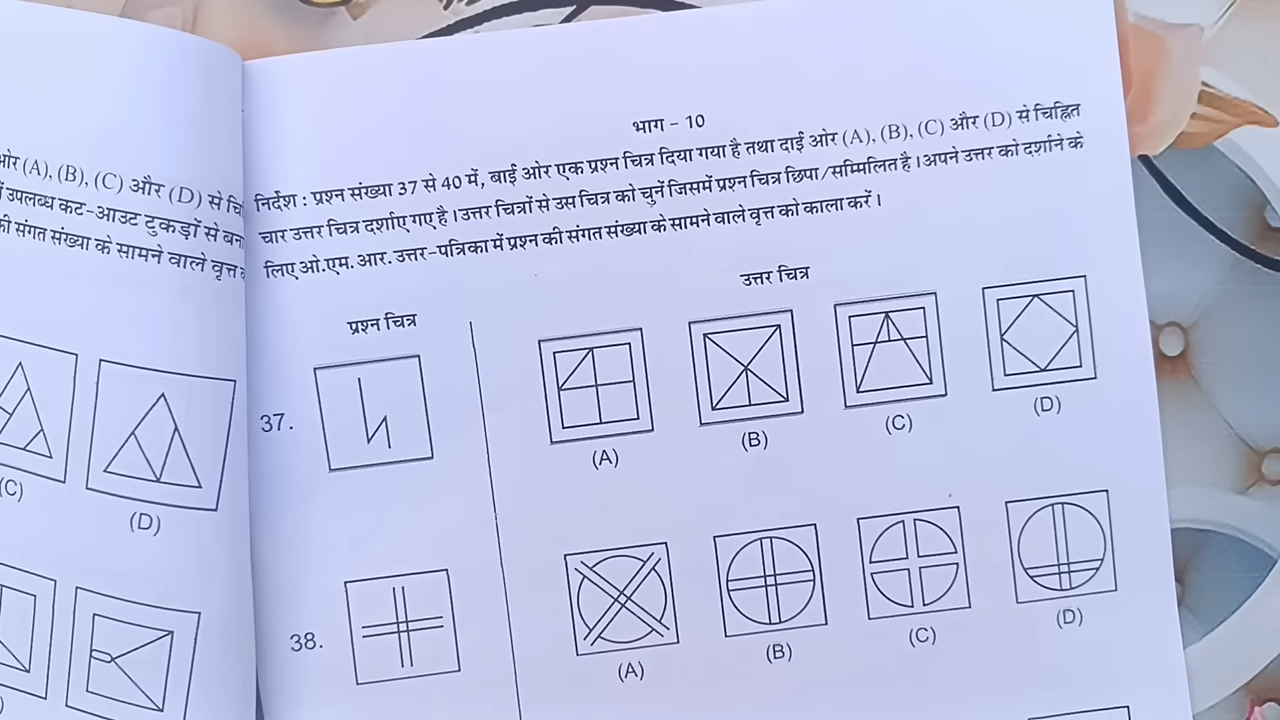 ओर (A), (B), (C) और (D) से
उपलब्ध कट-आउट टुकड़ों से
की संगत संख्या के सामने वाले वृत्त
(C)
(D)
भाग - 10
निर्देश : प्रश्न संख्या 37 से 40 में, बाईं ओर एक प्रश्न चित्र दिया गया है तथा दाईं ओर (A), (B), (C) और (D) से चिह्नित
चार उत्तर चित्र दर्शाए गए है। उत्तर चित्रों से उस चित्र को चुनें जिसमें प्रश्न चित्र छिपा/सम्मिलित है। अपने उत्तर को दर्शाने के
लिए ओ.एम. आर. उत्तर-पत्रिका में प्रश्न की संगत संख्या के सामने वाले वृत्त को काला करें।
प्रश्न चित्र
उत्तर चित्र
37.
(A)
(B)
(C)
(D)
38.
(A)
(B)
(C)
(D)